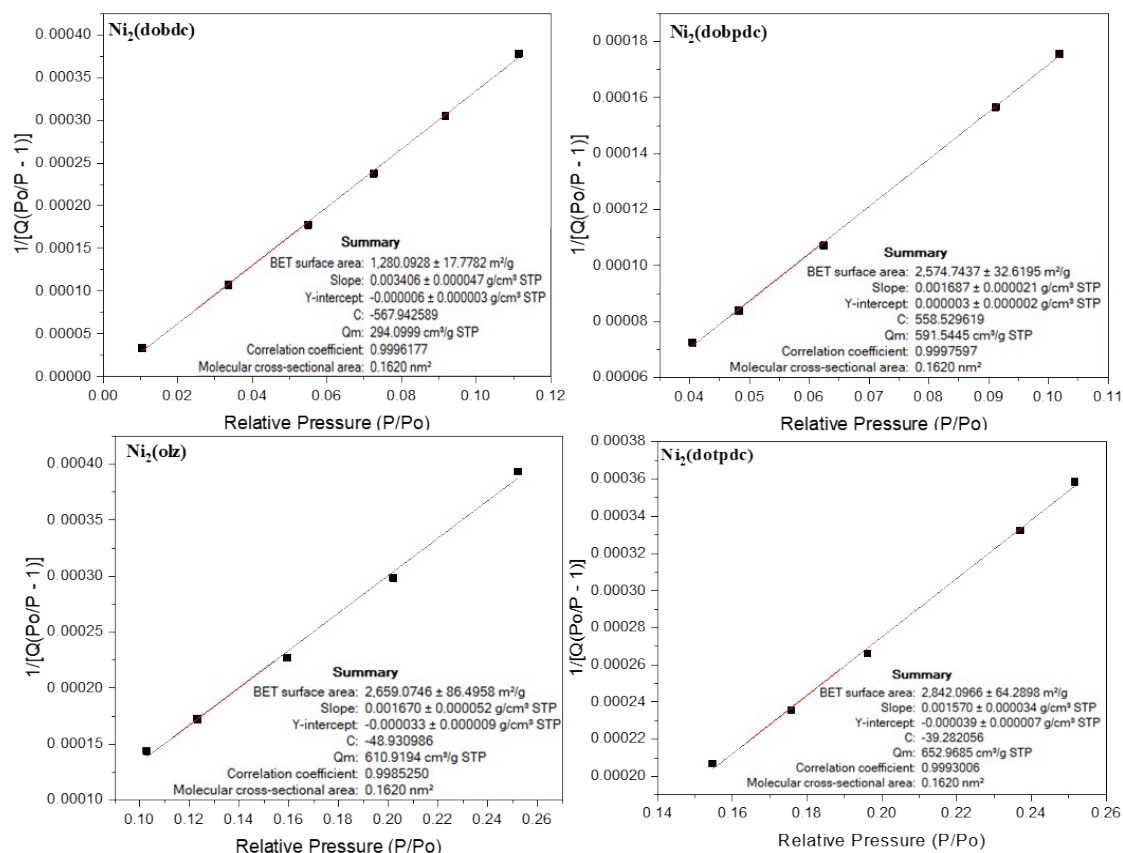 Ni₂(dobdc)
1/[Q(Po/P - 1)]
0.00040
0.00035
0.00030
0.00025
0.00020
0.00015
0.00010
0.00005
0.00000
Summary
BET surface area: 1,280.0928 ± 17.7782 m²/g
Slope: 0.003406 ± 0.000047 g/cm³ STP
Y-intercept: -0.000006 ± 0.000003 g/cm³ STP
C: -567.942589
Qm: 294.0999 cm³/g STP
Correlation coefficient: 0.9996177
Molecular cross-sectional area: 0.1620 nm²
0.00 0.02 0.04 0.06 0.08 0.10 0.12
Relative Pressure (P/Po)
Ni₂(dobpdc)
1/[Q(Po/P - 1)]
0.00018
0.00016
0.00014
0.00012
0.00010
0.00008
0.00006
Summary
BET surface area: 2,574.7437 ± 32.6195 m²/g
Slope: 0.001687 ± 0.000021 g/cm³ STP
Y-intercept: 0.000003 ± 0.000002 g/cm³ STP
C: 558.529619
Qm: 591.5445 cm³/g STP
Correlation coefficient: 0.9997597
Molecular cross-sectional area: 0.1620 nm²
0.04 0.05 0.06 0.07 0.08 0.09 0.10 0.11
Relative Pressure (P/Po)
Ni₂(olz)
1/[Q(Po/P - 1)]
0.00040
0.00035
0.00030
0.00025
0.00020
0.00015
0.00010
Summary
BET surface area: 2,659.0746 ± 86.4958 m²/g
Slope: 0.001670 ± 0.000052 g/cm³ STP
Y-intercept: -0.000033 ± 0.000009 g/cm³ STP
C: -48.930986
Qm: 610.9194 cm³/g STP
Correlation coefficient: 0.9985250
Molecular cross-sectional area: 0.1620 nm²
0.10 0.12 0.14 0.16 0.18 0.20 0.22 0.24 0.26
Relative Pressure (P/Po)
Ni₂(dotpdc)
1/[Q(Po/P - 1)]
0.00038
0.00036
0.00034
0.00032
0.00030
0.00028
0.00026
0.00024
0.00022
0.00020
Summary
BET surface area: 2,842.0966 ± 64.2898 m²/g
Slope: 0.001570 ± 0.000034 g/cm³ STP
Y-intercept: -0.000039 ± 0.000007 g/cm³ STP
C: -39.282056
Qm: 652.9685 cm³/g STP
Correlation coefficient: 0.9993006
Molecular cross-sectional area: 0.1620 nm²
0.14 0.16 0.18 0.20 0.22 0.24 0.26
Relative Pressure (P/Po)